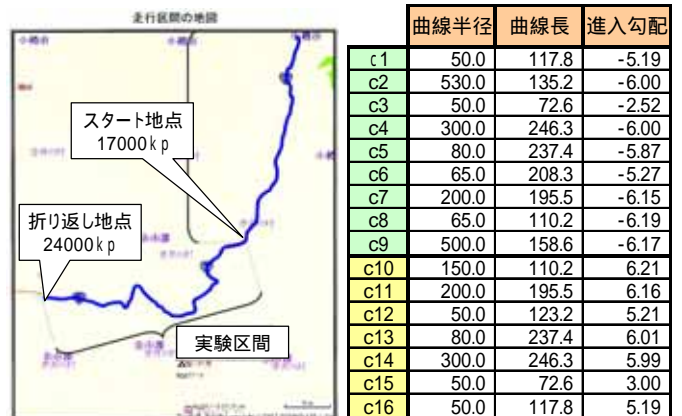 走行区間の地図
スタート地点
17000kp
折り返し地点
24000kp
実験区間
曲線半径 曲線長 進入勾配
c1 50.0 117.8 -5.19
c2 530.0 135.2 -6.00
c3 50.0 72.6 -2.52
c4 300.0 246.3 -6.00
c5 80.0 237.4 -5.87
c6 65.0 208.3 -5.27
c7 200.0 195.5 -6.15
c8 65.0 110.2 -6.19
c9 500.0 158.6 -6.17
c10 150.0 110.2 6.21
c11 200.0 195.5 6.16
c12 50.0 123.2 5.21
c13 80.0 237.4 6.01
c14 300.0 246.3 5.99
c15 50.0 72.6 3.00
c16 50.0 117.8 5.19